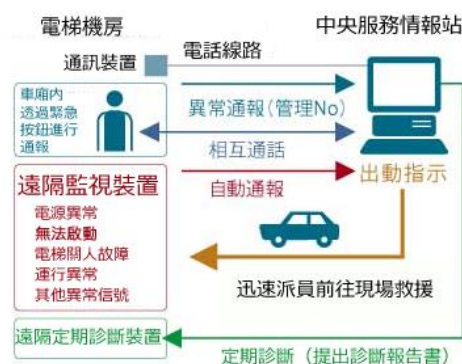 電梯機房
中央服務情報站
通訊裝置
電話線路
車廂內
透過緊急
按鈕進行
通報
異常通報(管理No)
相互通話
遠隔監視裝置
自動通報
出動指示
電源異常
無法啟動
電梯關人故障
運行異常
其他異常信號
迅速派員前往現場救援
遠隔定期診斷裝置
定期診斷（提出診斷報告書）